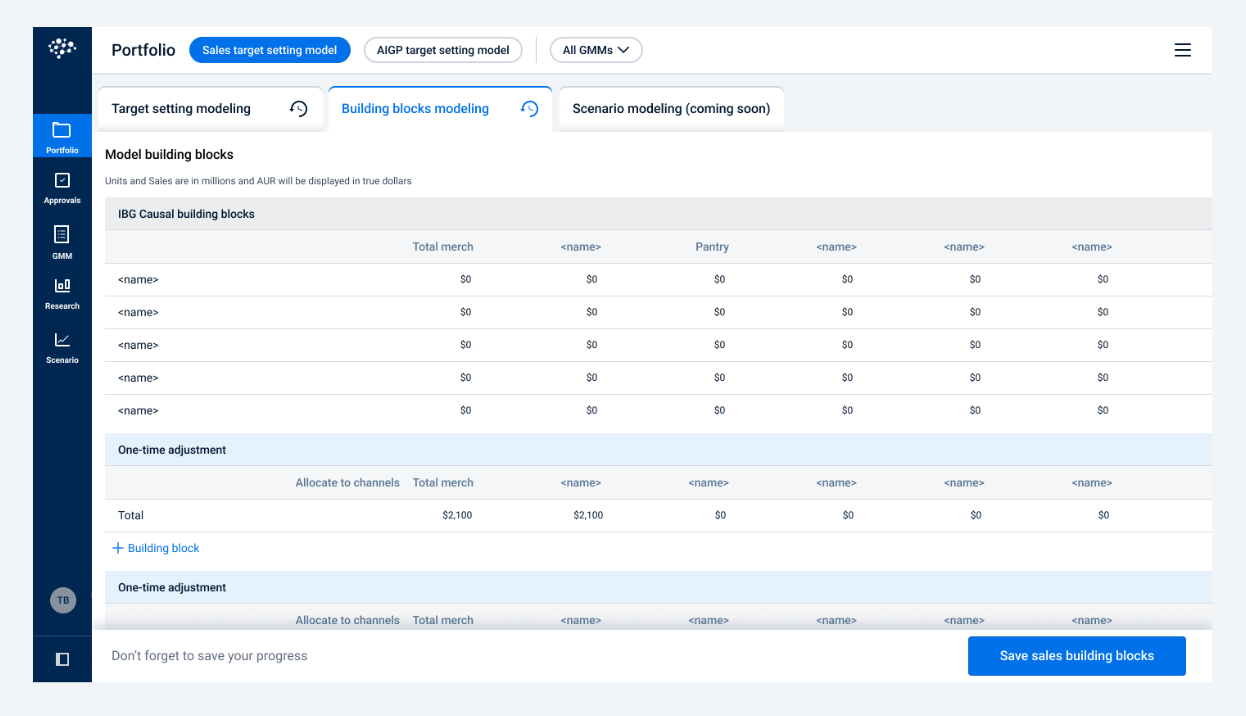 Portfolio Sales target setting model AIGP target setting model All GMMs
Target setting modeling Building blocks modeling Scenario modeling (coming soon)
Portfolio
Approvals
GMM
Research
Scenario
TB
Model building blocks
Units and Sales are in millions and AUR will be displayed in true dollars
IBG Causal building blocks
Total merch <name> Pantry <name> <name> <name>
<name> $0 $0 $0 $0 $0 $0
<name> $0 $0 $0 $0 $0 $0
<name> $0 $0 $0 $0 $0 $0
<name> $0 $0 $0 $0 $0 $0
<name> $0 $0 $0 $0 $0 $0
One-time adjustment
Allocate to channels Total merch <name> <name> <name> <name> <name>
Total $2,100 $2,100 $0 $0 $0 $0
+ Building block
One-time adjustment
Allocate to channels Total merch <name> <name> <name> <name> <name>
Don't forget to save your progress Save sales building blocks